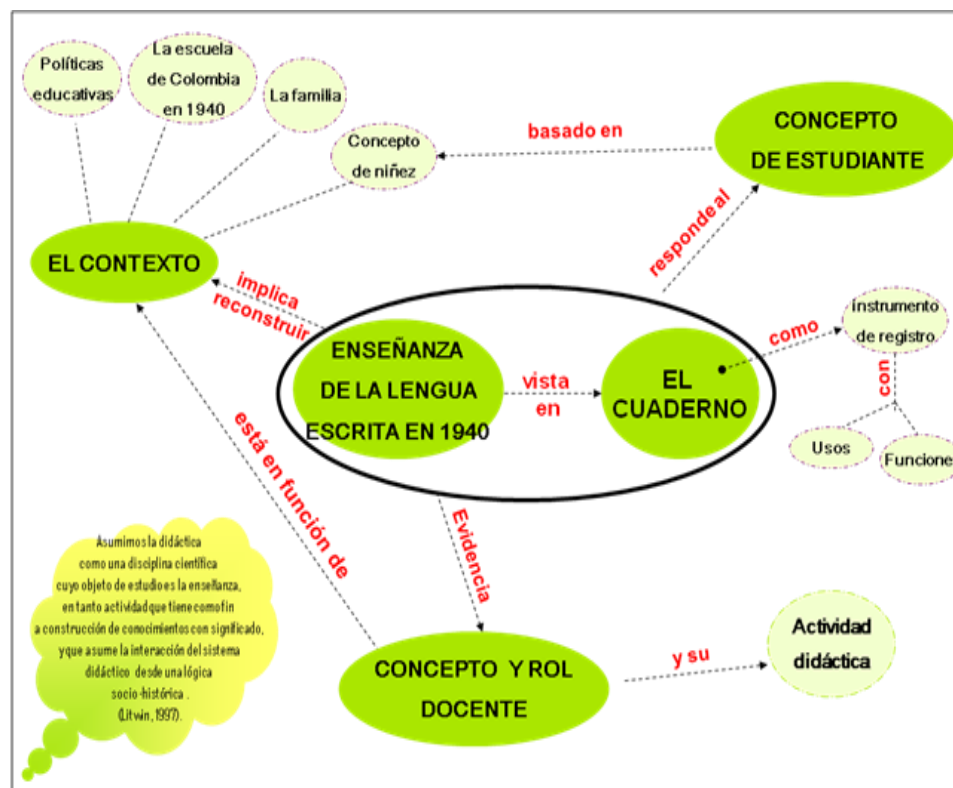 Políticas
educativas
La escuela
de Colombia
en 1940
La familia
Concepto
de niñez
basado en
CONCEPTO
DE ESTUDIANTE
EL CONTEXTO
implica
reconstruir
responde al
ENSEÑANZA
DE LA LENGUA
ESCRITA EN 1940
vista
en
EL
CUADERNO
como
instrumento
de registro.
con
Usos
Funcione
está en función de
Evidencia
Asumimos la didáctica
como una disciplina científica
cuyo objeto de estudio es la enseñanza,
en tanto actividad que tiene como fin
a construcción de conocimientos con significado,
y que asume la interacción del sistema
didáctico desde una lógica
socio-histórica .
(Litwin, 1997).
CONCEPTO Y ROL
DOCENTE
y su
Actividad
didáctica